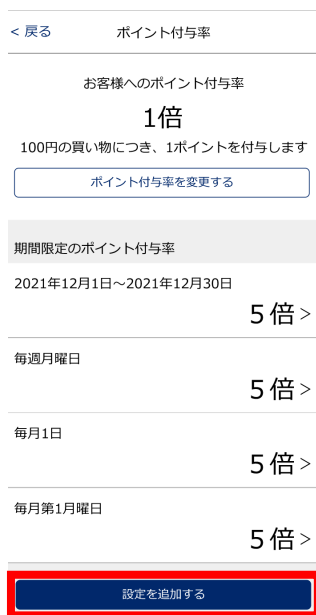 < 戻る ポイント付与率
お客様へのポイント付与率
1倍
100円の買い物につき、1ポイントを付与します
ポイント付与率を変更する
期間限定のポイント付与率
2021年12月1日～2021年12月30日
5倍 >
毎週月曜日
5倍 >
毎月1日
5倍 >
毎月第1月曜日
5倍 >
設定を追加する